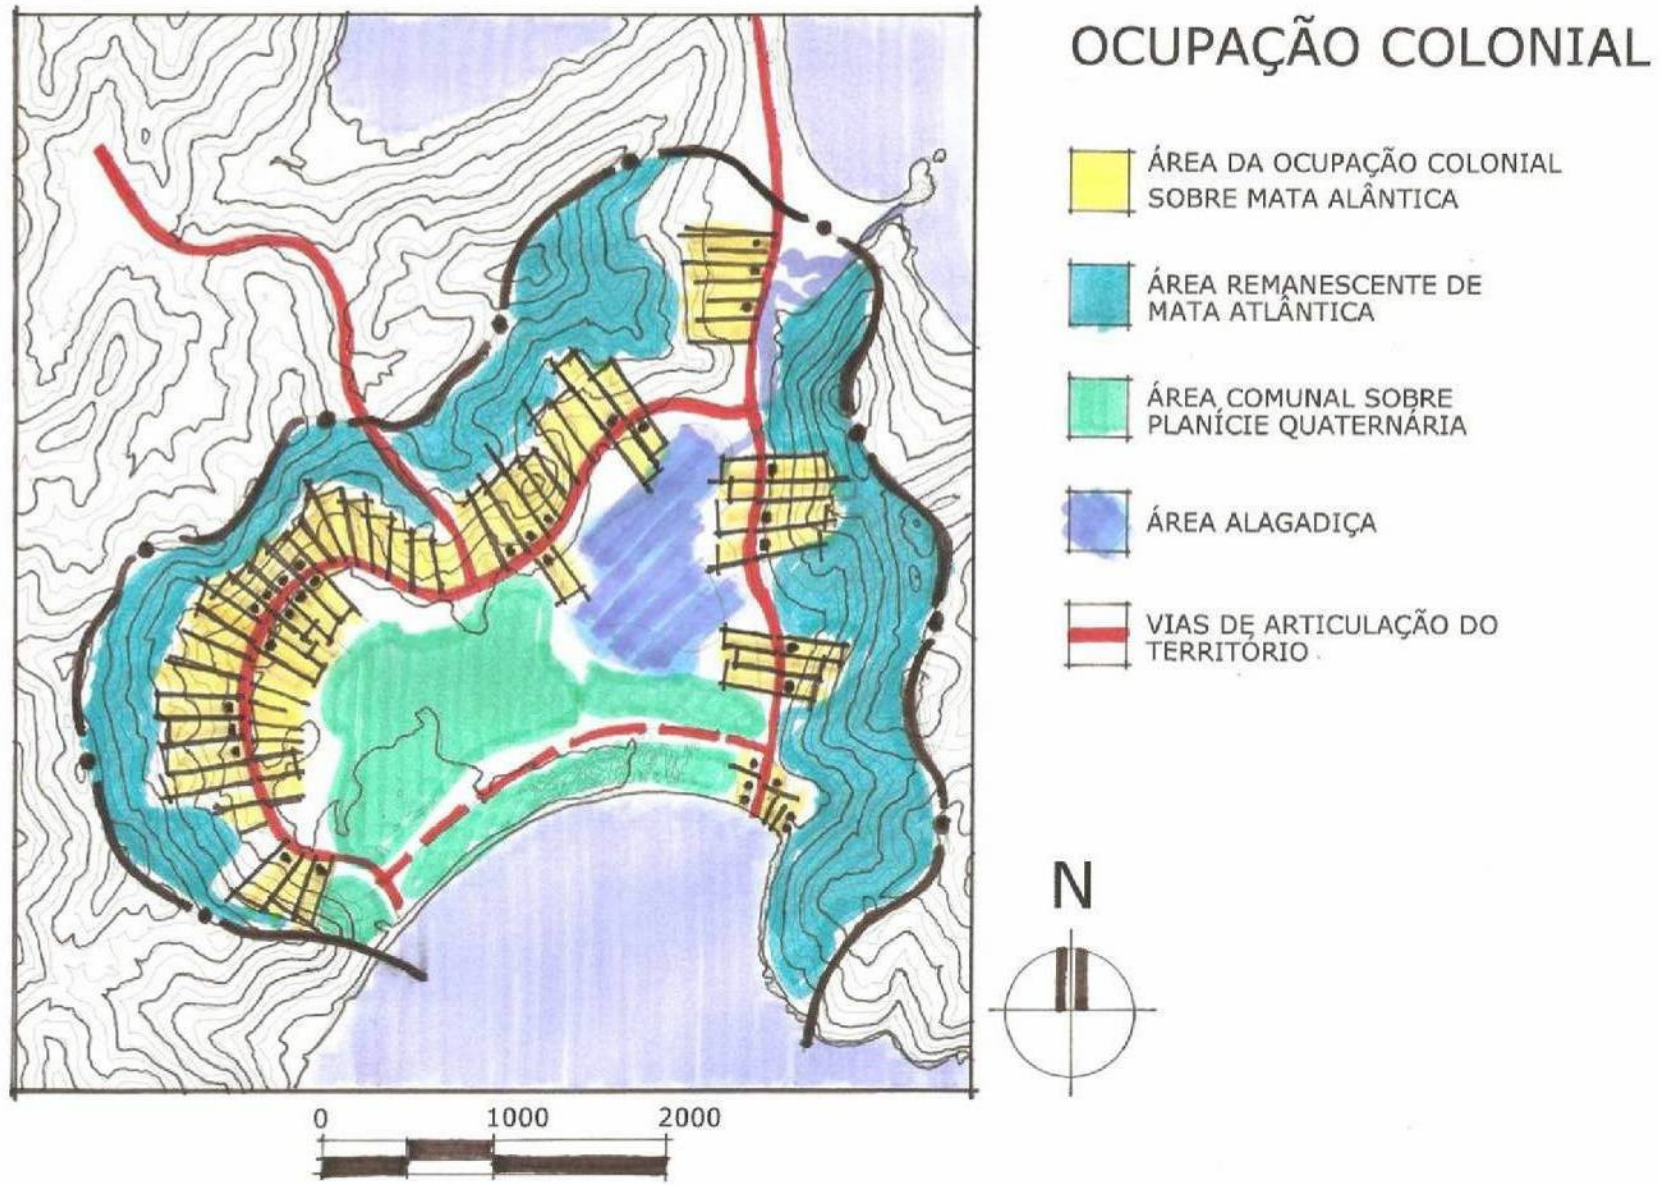 OCUPAÇÃO COLONIAL
ÁREA DA OCUPAÇÃO COLONIAL
SOBRE MATA ALÂNTICA
ÁREA REMANESCENTE DE
MATA ATLÂNTICA
ÁREA COMUNAL SOBRE
PLANÍCIE QUATERNÁRIA
ÁREA ALAGADIÇA
VIAS DE ARTICULAÇÃO DO
TERRITÓRIO
N
0 1000 2000